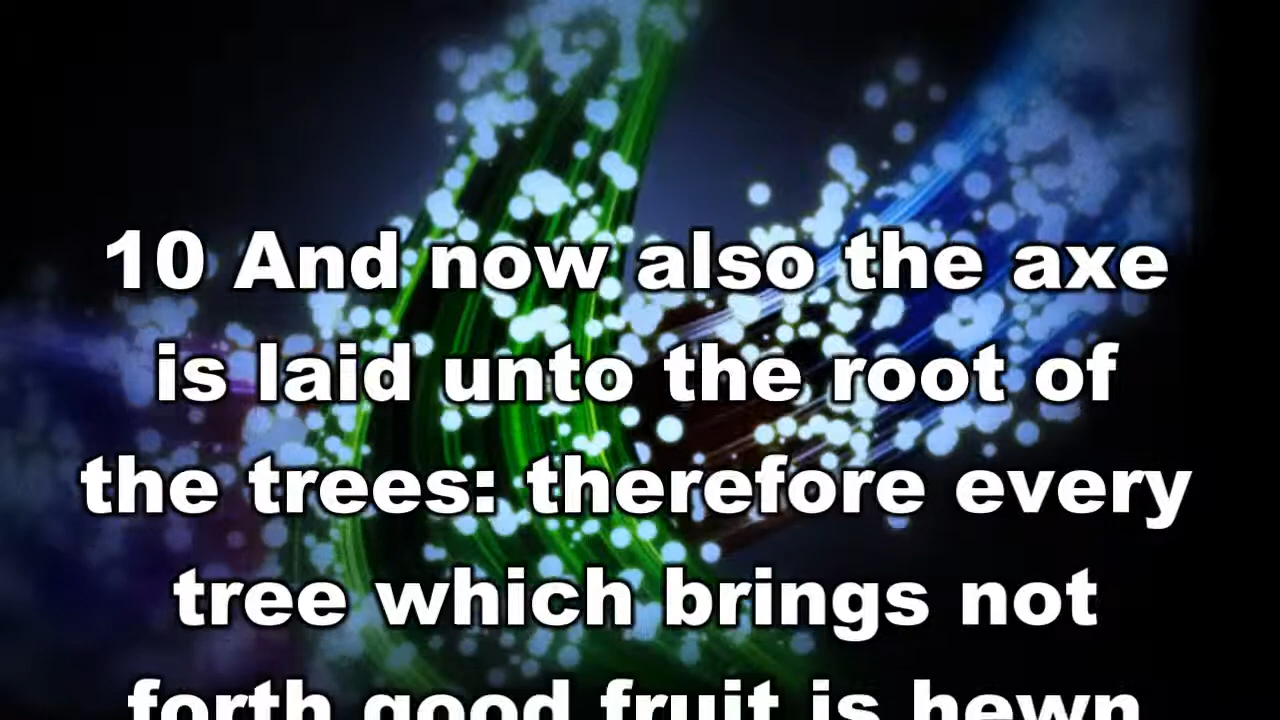 10 And now also the axe
is laid unto the root of
the trees: therefore every
tree which brings not
forth good fruit is hewn